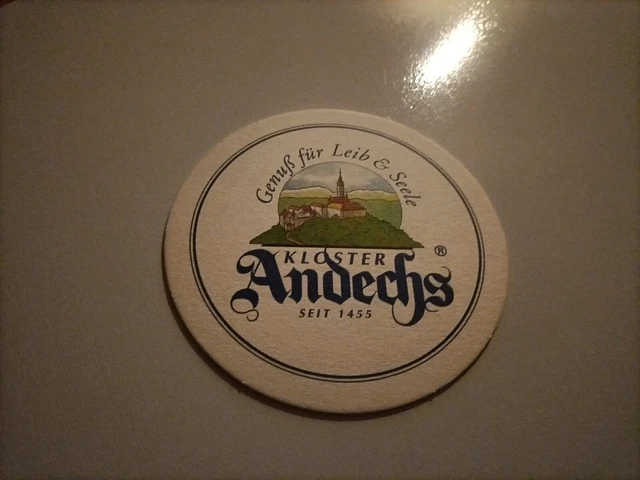 Genuß für Leib & Seele
KLOSTER
Andechs®
SEIT 1455